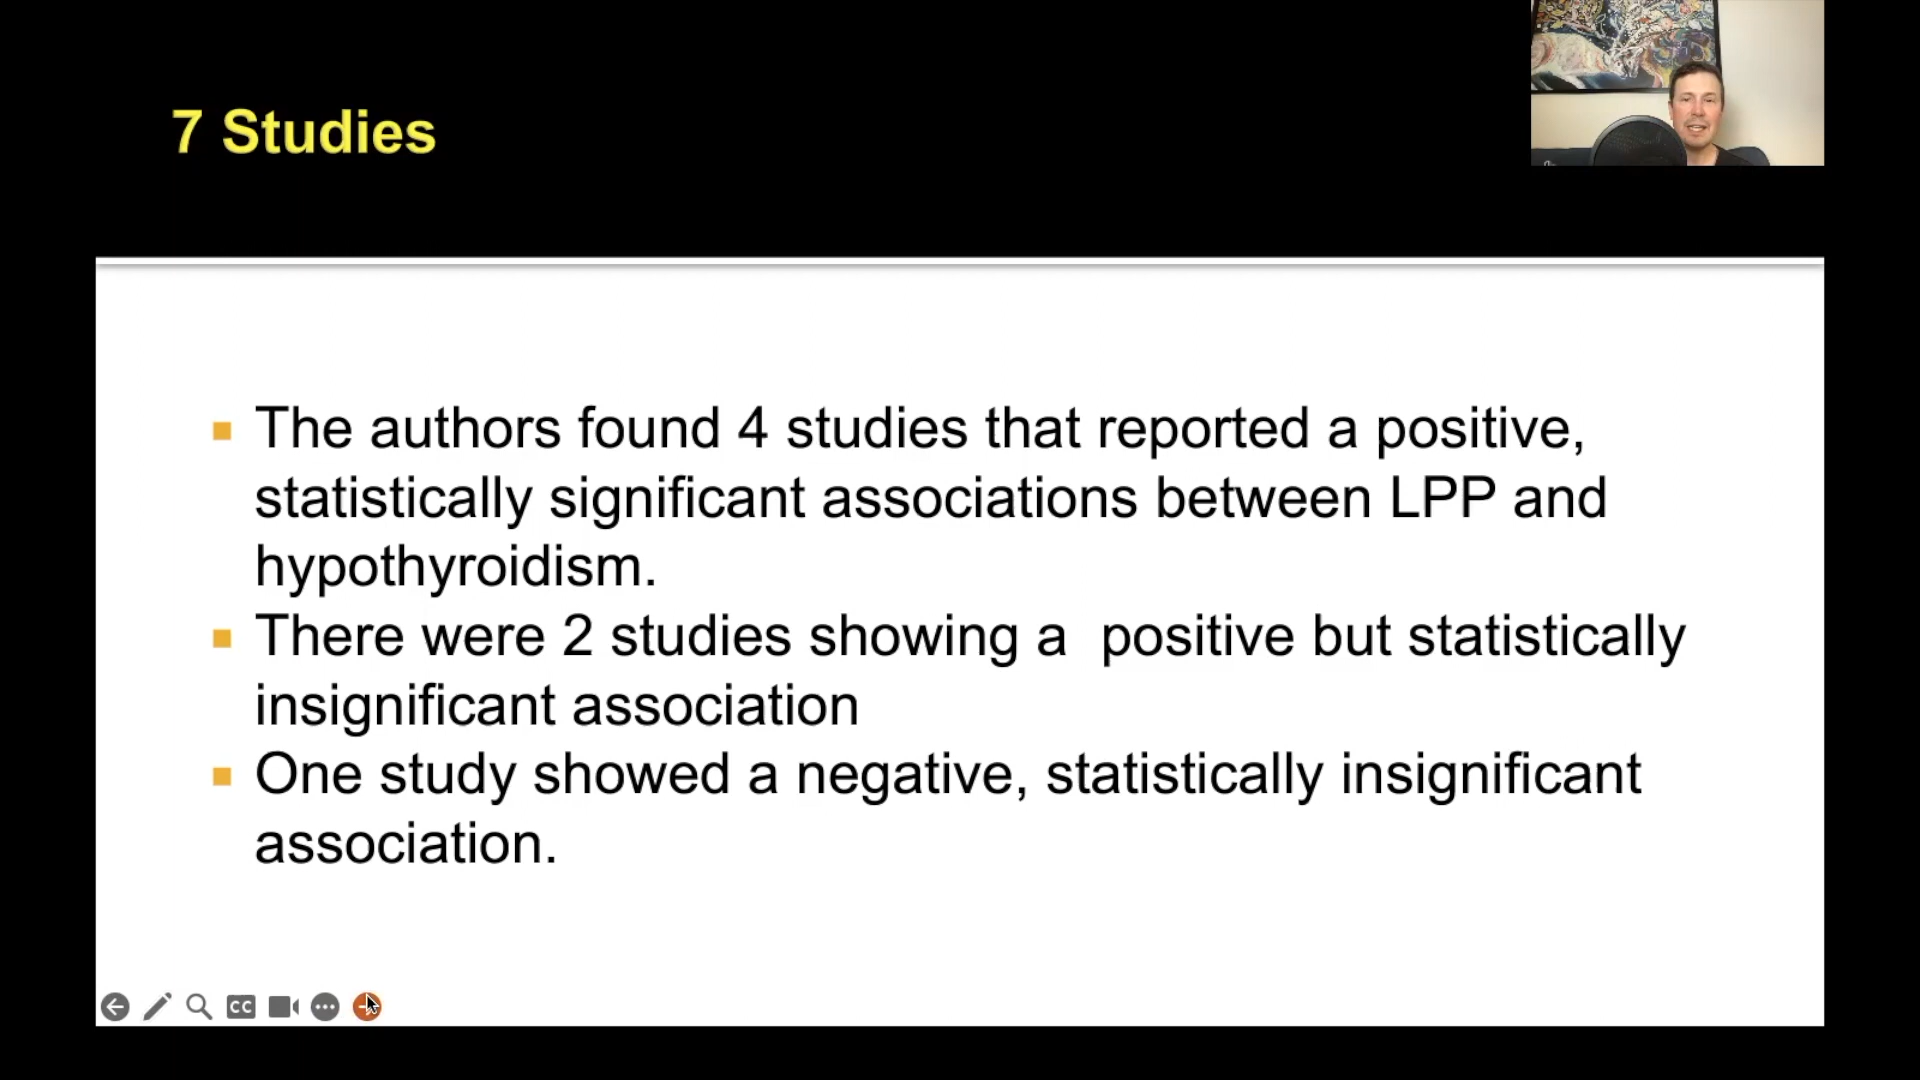 7 Studies
The authors found 4 studies that reported a positive,
statistically significant associations between LPP and
hypothyroidism.
There were 2 studies showing a  positive but statistically
insignificant association
One study showed a negative, statistically insignificant
association.
CC